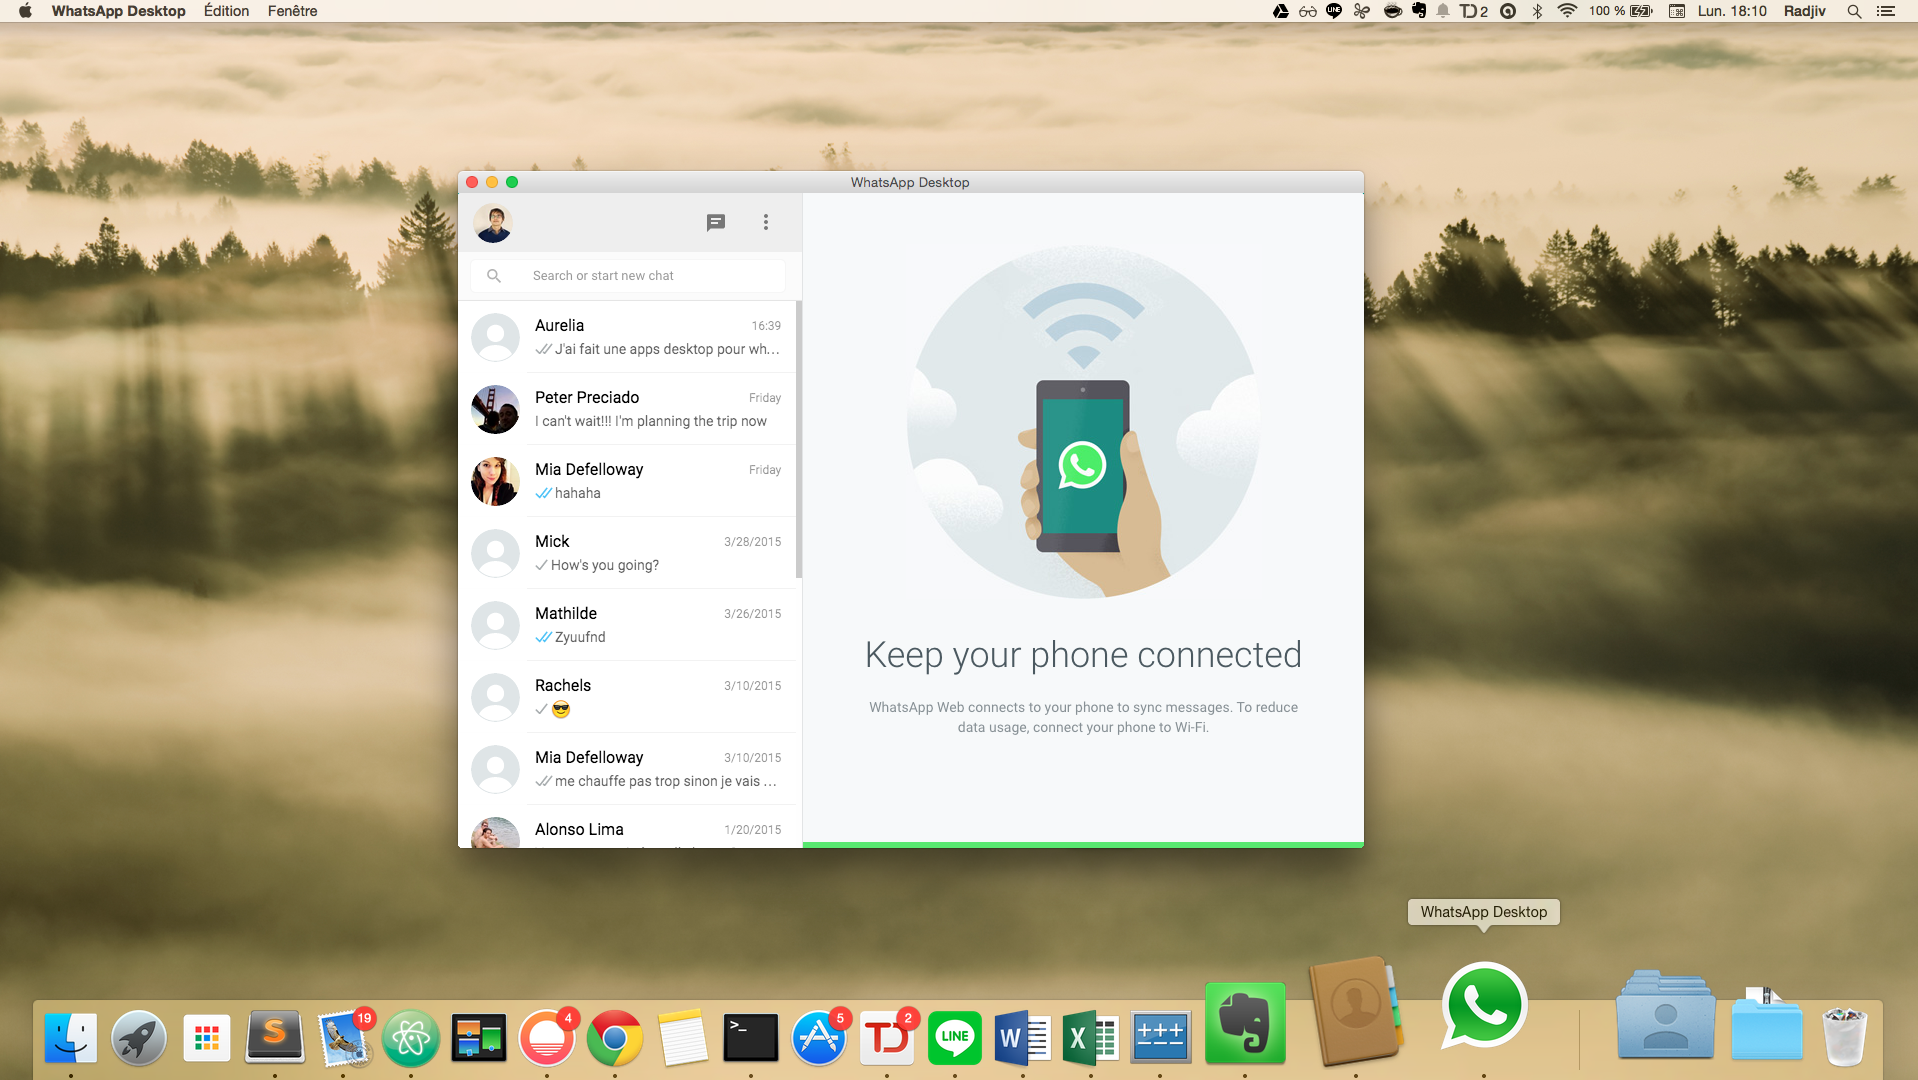 WhatsApp Desktop Édition Fenêtre
LINE 2 100 % Lun. 18:10 Radjiv
WhatsApp Desktop
Search or start new chat
Aurelia 16:39
J'ai fait une apps desktop pour wh...
Peter Preciado Friday
I can't wait!!! I'm planning the trip now
Mia Defelloway Friday
hahaha
Mick 3/28/2015
How's you going?
Mathilde 3/26/2015
Zyuufnd
Rachels 3/10/2015
😎
Mia Defelloway 3/10/2015
me chauffe pas trop sinon je vais ...
Alonso Lima 1/20/2015
Keep your phone connected
WhatsApp Web connects to your phone to sync messages. To reduce
data usage, connect your phone to Wi-Fi.
WhatsApp Desktop
S 19 4 >_ 5 2 LINE W X